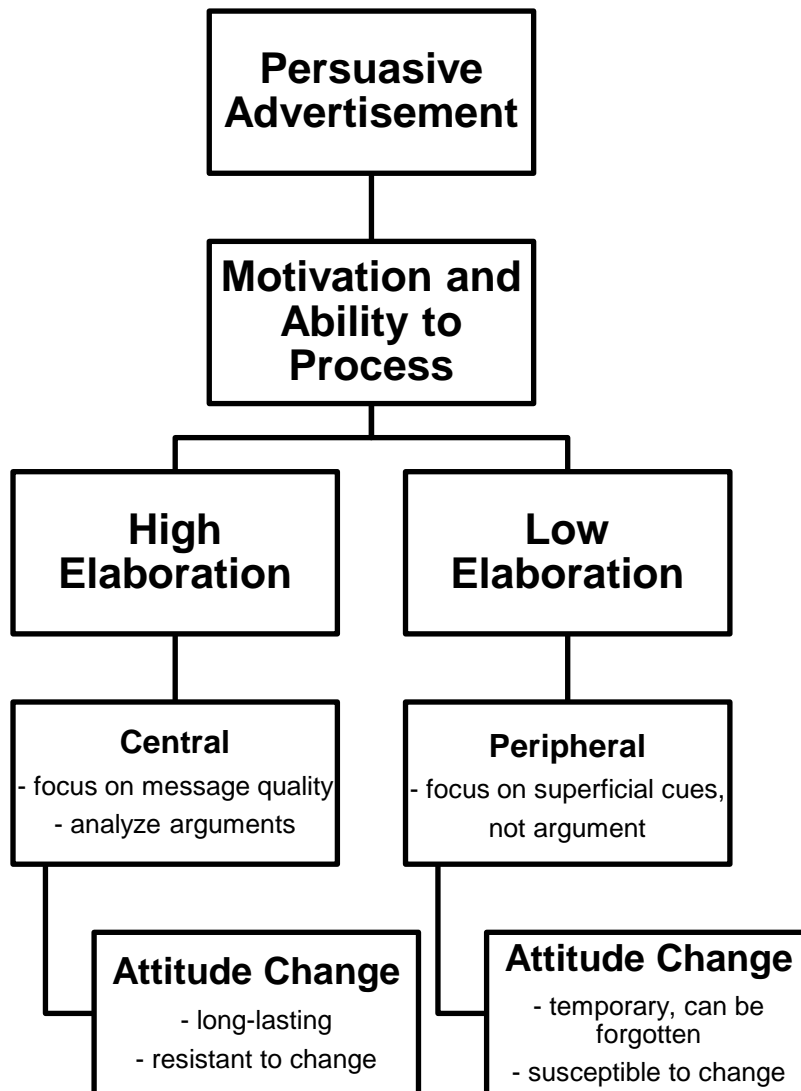 Persuasive
Advertisement
Motivation and
Ability to
Process
High
Elaboration
Low
Elaboration
Central
- focus on message quality
- analyze arguments
Peripheral
- focus on superficial cues,
not argument
Attitude Change
- long-lasting
- resistant to change
Attitude Change
- temporary, can be
forgotten
- susceptible to change